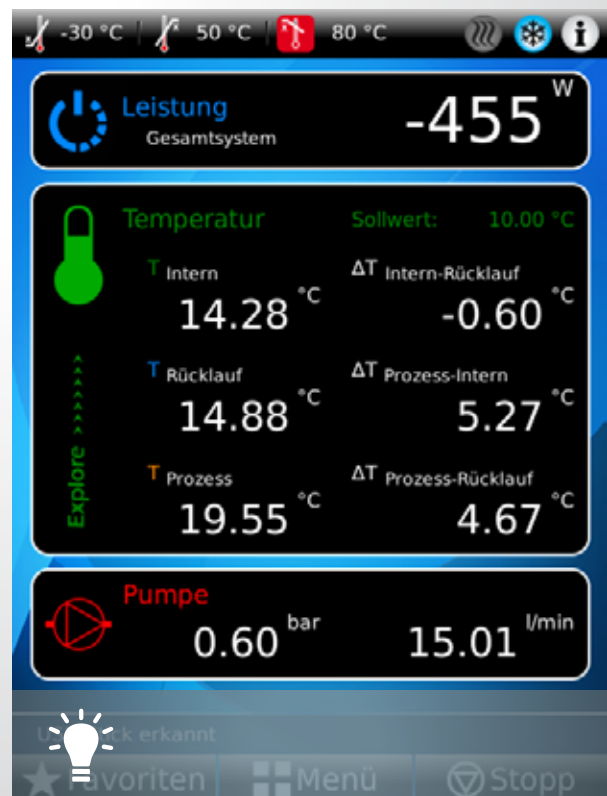 -30 °C 50 °C 80 °C
Leistung
Gesamtsystem
-455 W
Temperatur Sollwert: 10.00 °C
T Intern ΔT Intern-Rücklauf
14.28 °C -0.60 °C
T Rücklauf ΔT Prozess-Intern
14.88 °C 5.27 °C
T Prozess ΔT Prozess-Rücklauf
19.55 °C 4.67 °C
Explore
Pumpe
0.60 bar 15.01 l/min
erkannt
Favoriten Menü Stopp